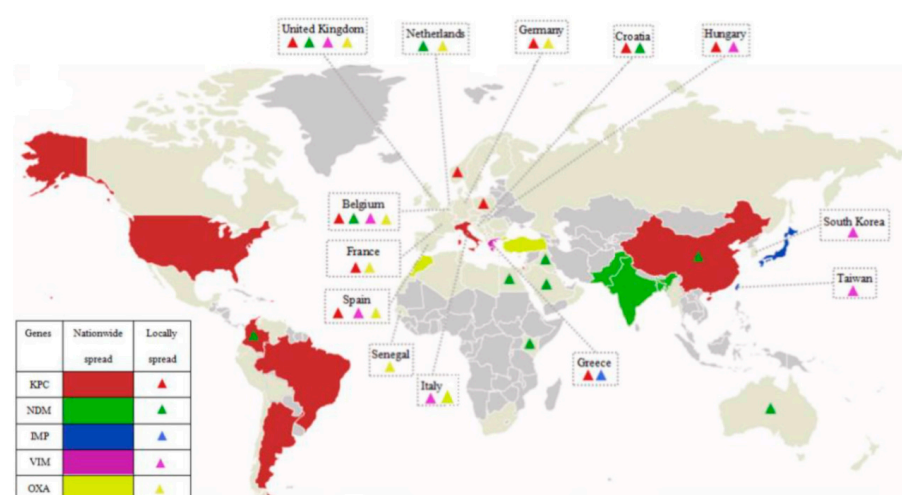 United Kingdom
Netherlands
Germany
Croatia
Hungary
Belgium
South Korea
France
Taiwan
Spain
Senegal
Greece
Italy
Genes Nationwide spread Locally spread
KPC
NDM
IMP
VIM
OXA